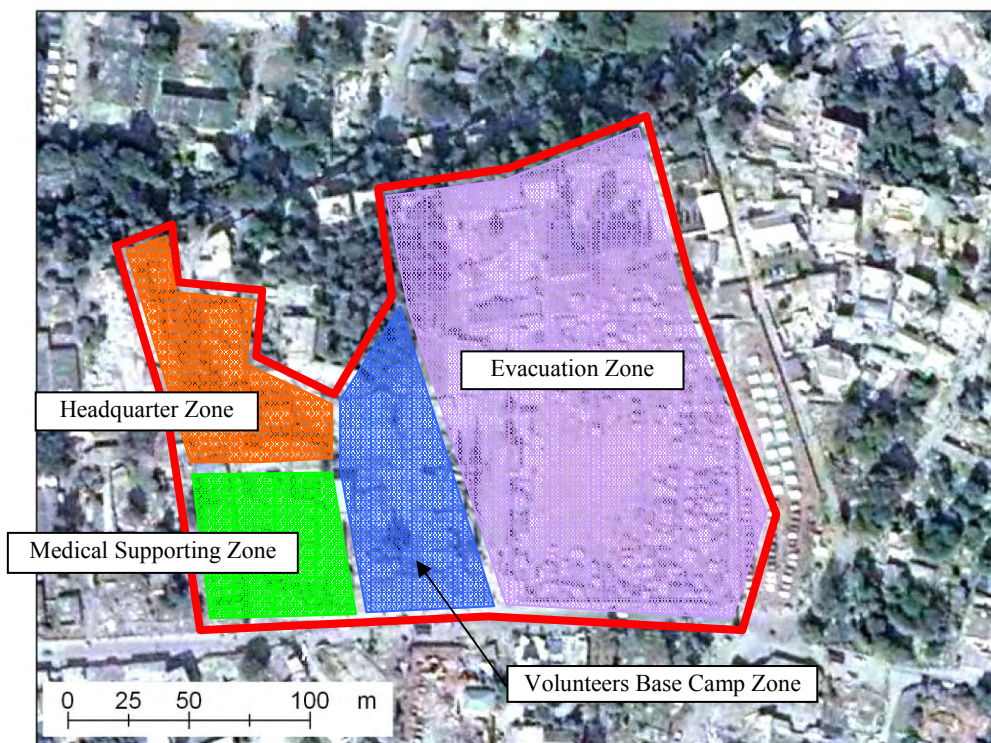 Evacuation Zone
Headquarter Zone
Medical Supporting Zone
Volunteers Base Camp Zone
0 25 50 100 m